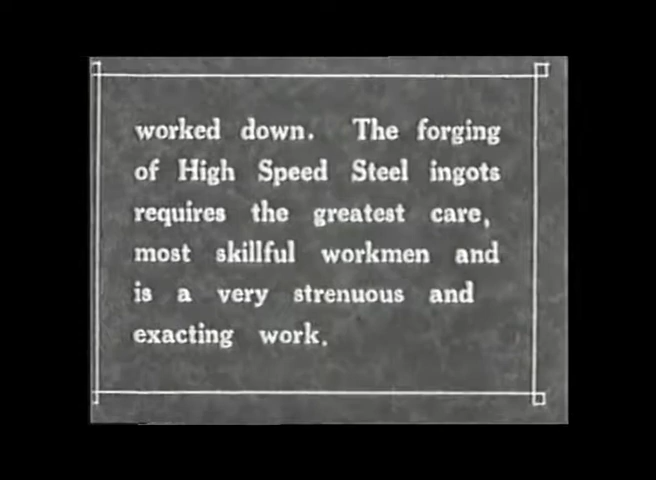 worked down. The forging
of High Speed Steel ingots
requires the greatest care,
most skillful workmen and
is a very strenuous and
exacting work.